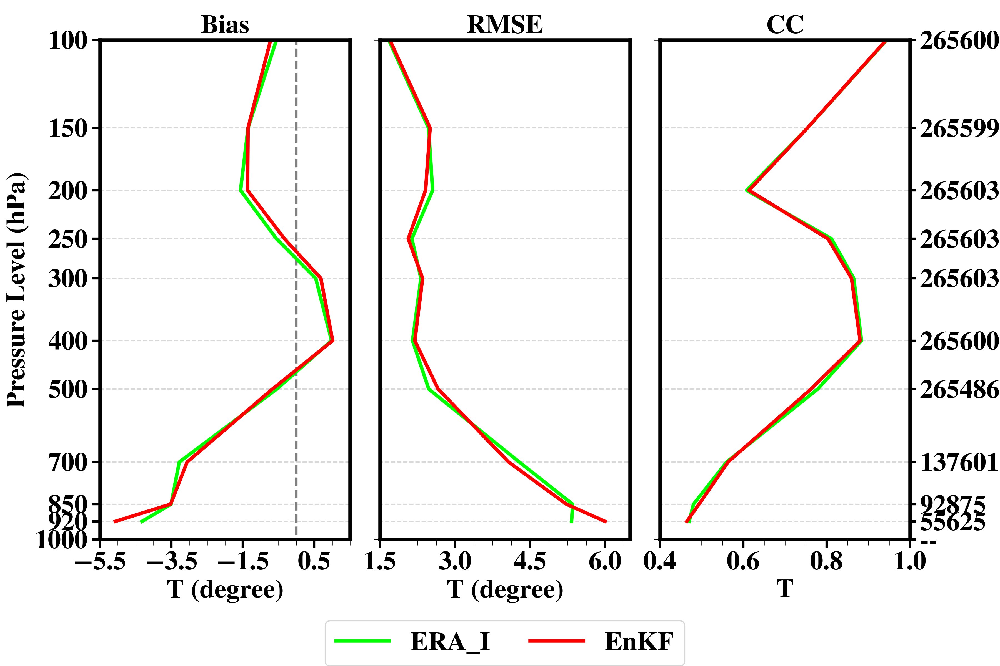 Bias
RMSE
CC
Pressure Level (hPa)
100
150
200
250
300
400
500
700
850
920
1000
265600
265599
265603
265603
265603
265600
265486
137601
92875
55625
--
−5.5 −3.5 −1.5 0.5
1.5 3.0 4.5 6.0
0.4 0.6 0.8 1.0
T (degree)
T (degree)
T
ERA_I EnKF